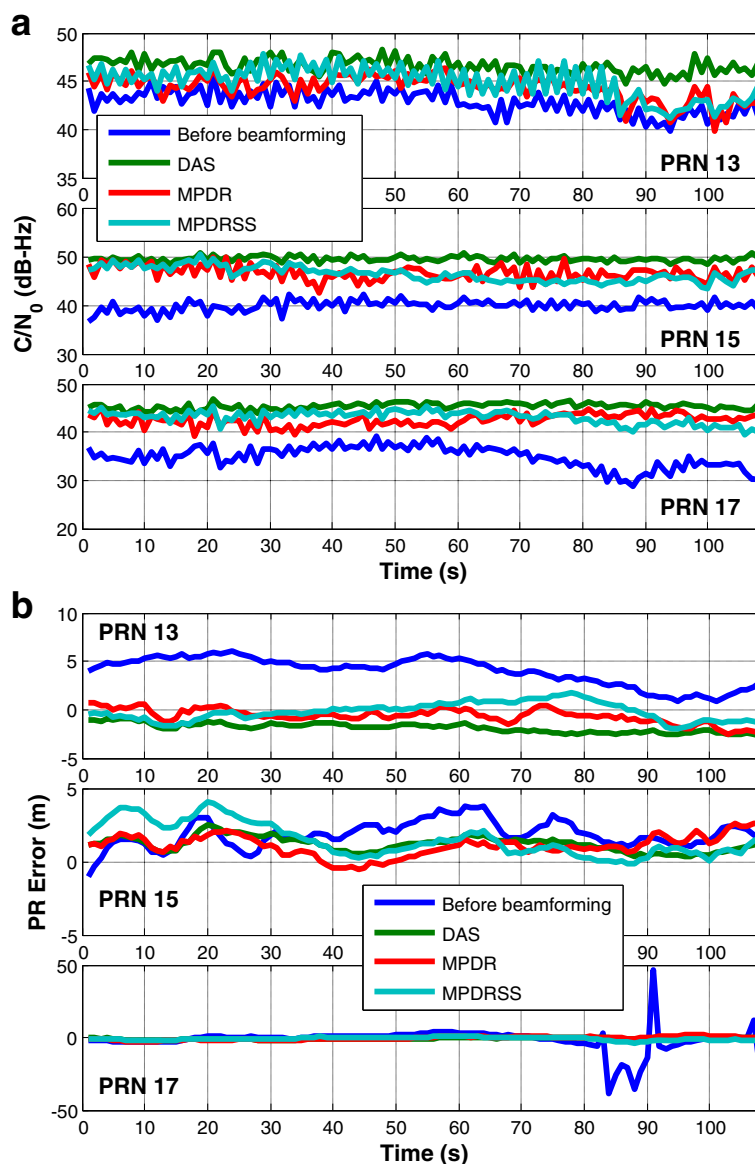 a
50
45
40
35
Before beamforming
DAS
MPDR
MPDRSS
PRN 13
0 50 60 70 80 90 100
60
50
40
30
PRN 15
0 10 20 30 40 50 60 70 80 90 100
50
40
30
20
PRN 17
0 10 20 30 40 50 60 70 80 90 100
C/N0 (dB-Hz)
Time (s)
b
10
5
0
-5
PRN 13
0 10 20 30 40 50 60 70 80 90 100
5
0
-5
PRN 15
0 10 20 30 40 90 100
Before beamforming
DAS
MPDR
MPDRSS
50
0
-50
PRN 17
0 10 20 30 40 50 60 70 80 90 100
PR Error (m)
Time (s)